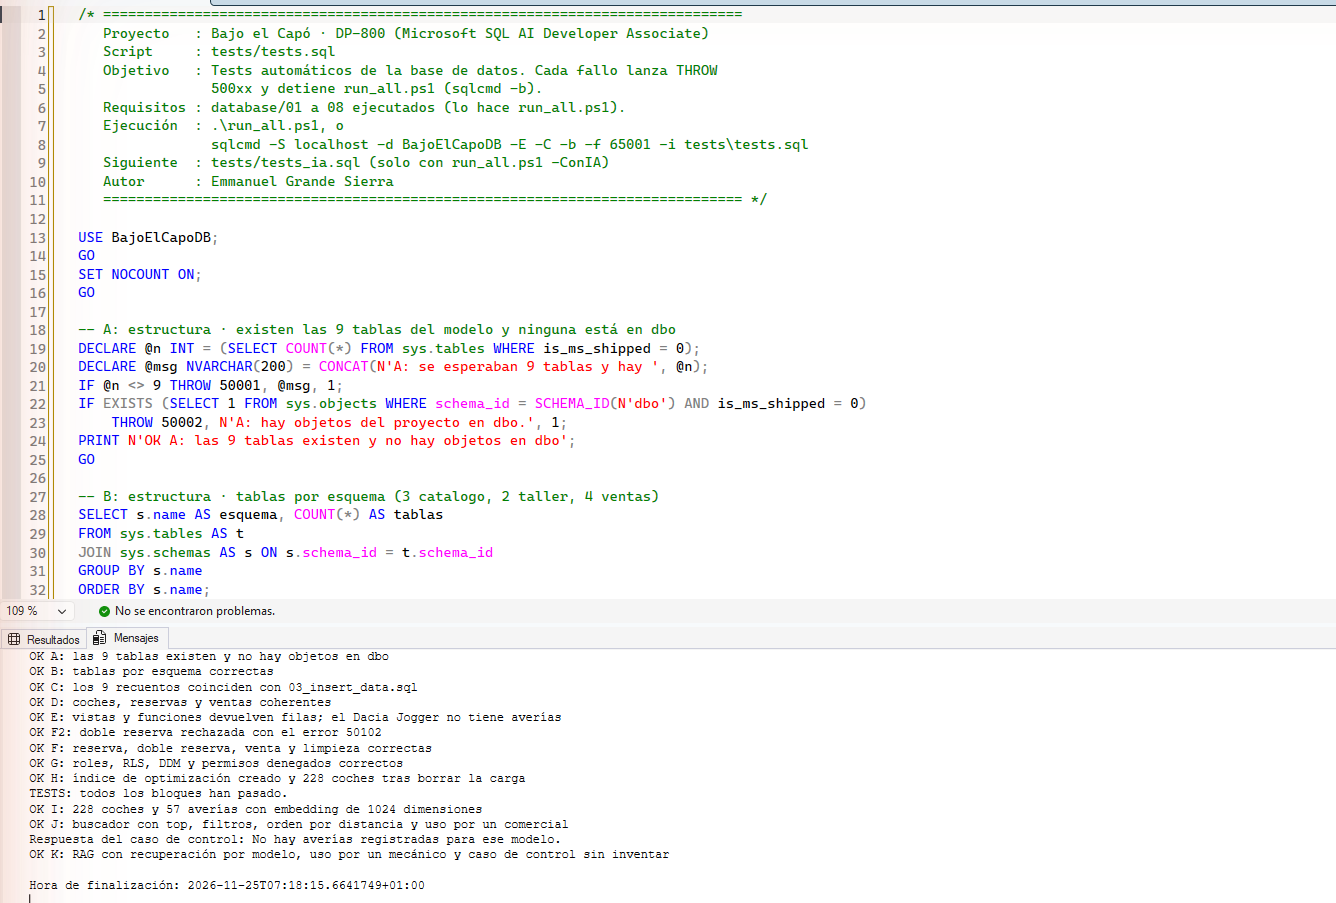 1 /* =============================================================================
2 Proyecto : Bajo el Capó · DP-800 (Microsoft SQL AI Developer Associate)
3 Script : tests/tests.sql
4 Objetivo : Tests automáticos de la base de datos. Cada fallo lanza THROW
5 500xx y detiene run_all.ps1 (sqlcmd -b).
6 Requisitos : database/01 a 08 ejecutados (lo hace run_all.ps1).
7 Ejecución : .\run_all.ps1, o
8 sqlcmd -S localhost -d BajoElCapoDB -E -C -b -f 65001 -i tests\tests.sql
9 Siguiente : tests/tests_ia.sql (solo con run_all.ps1 -ConIA)
10 Autor : Emmanuel Grande Sierra
11 ============================================================================= */
12
13 USE BajoElCapoDB;
14 GO
15 SET NOCOUNT ON;
16 GO
17
18 -- A: estructura · existen las 9 tablas del modelo y ninguna está en dbo
19 DECLARE @n INT = (SELECT COUNT(*) FROM sys.tables WHERE is_ms_shipped = 0);
20 DECLARE @msg NVARCHAR(200) = CONCAT(N'A: se esperaban 9 tablas y hay ', @n);
21 IF @n <> 9 THROW 50001, @msg, 1;
22 IF EXISTS (SELECT 1 FROM sys.objects WHERE schema_id = SCHEMA_ID(N'dbo') AND is_ms_shipped = 0)
23 THROW 50002, N'A: hay objetos del proyecto en dbo.', 1;
24 PRINT N'OK A: las 9 tablas existen y no hay objetos en dbo';
25 GO
26
27 -- B: estructura · tablas por esquema (3 catalogo, 2 taller, 4 ventas)
28 SELECT s.name AS esquema, COUNT(*) AS tablas
29 FROM sys.tables AS t
30 JOIN sys.schemas AS s ON s.schema_id = t.schema_id
31 GROUP BY s.name
32 ORDER BY s.name;
109 % No se encontraron problemas.
Resultados Mensajes
OK A: las 9 tablas existen y no hay objetos en dbo
OK B: tablas por esquema correctas
OK C: los 9 recuentos coinciden con 03_insert_data.sql
OK D: coches, reservas y ventas coherentes
OK E: vistas y funciones devuelven filas; el Dacia Jogger no tiene averías
OK F2: doble reserva rechazada con el error 50102
OK F: reserva, doble reserva, venta y limpieza correctas
OK G: roles, RLS, DDM y permisos denegados correctos
OK H: índice de optimización creado y 228 coches tras borrar la carga
TESTS: todos los bloques han pasado.
OK I: 228 coches y 57 averías con embedding de 1024 dimensiones
OK J: buscador con top, filtros, orden por distancia y uso por un comercial
Respuesta del caso de control: No hay averías registradas para ese modelo.
OK K: RAG con recuperación por modelo, uso por un mecánico y caso de control sin inventar
Hora de finalización: 2026-11-25T07:18:15.6641749+01:00